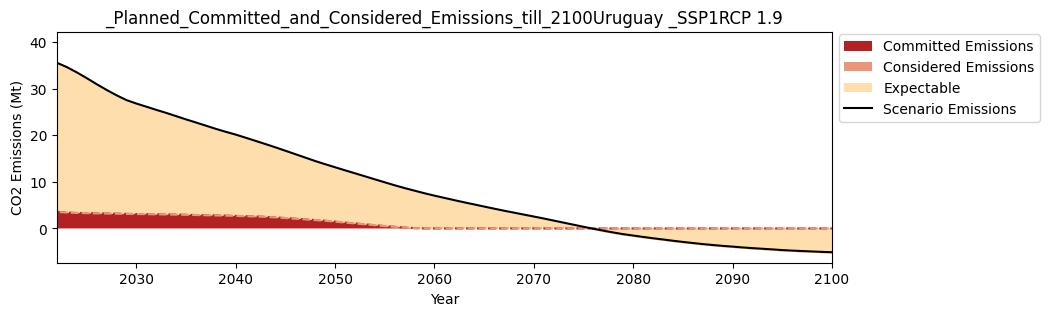 _Planned_Committed_and_Considered_Emissions_till_2100Uruguay _SSP1RCP 1.9
40
30
20
10
0
CO2 Emissions (Mt)
2030 2040 2050 2060 2070 2080 2090 2100
Year
Committed Emissions
Considered Emissions
Expectable
Scenario Emissions